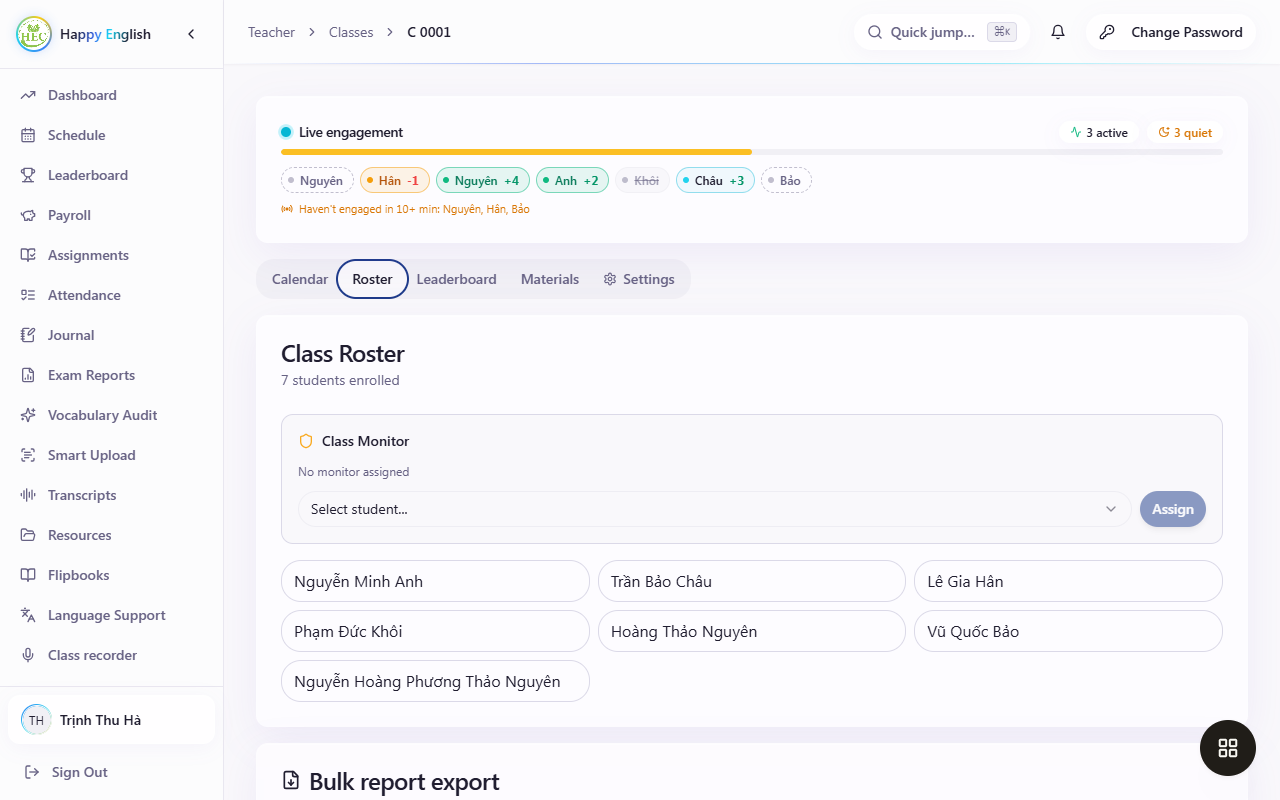 HEC
Happy English
Teacher
Classes
C 0001
Quick jump...
⌘K
Change Password
Dashboard
Schedule
Leaderboard
Payroll
Assignments
Attendance
Journal
Exam Reports
Vocabulary Audit
Smart Upload
Transcripts
Resources
Flipbooks
Language Support
Class recorder
TH
Trịnh Thu Hà
Sign Out
Live engagement
3 active
3 quiet
Nguyên
Hân -1
Nguyên +4
Anh +2
Khôi
Châu +3
Bảo
Haven't engaged in 10+ min: Nguyên, Hân, Bảo
Calendar
Roster
Leaderboard
Materials
Settings
Class Roster
7 students enrolled
Class Monitor
No monitor assigned
Select student...
Assign
Nguyễn Minh Anh
Trần Bảo Châu
Lê Gia Hân
Phạm Đức Khôi
Hoàng Thảo Nguyên
Vũ Quốc Bảo
Nguyễn Hoàng Phương Thảo Nguyên
Bulk report export